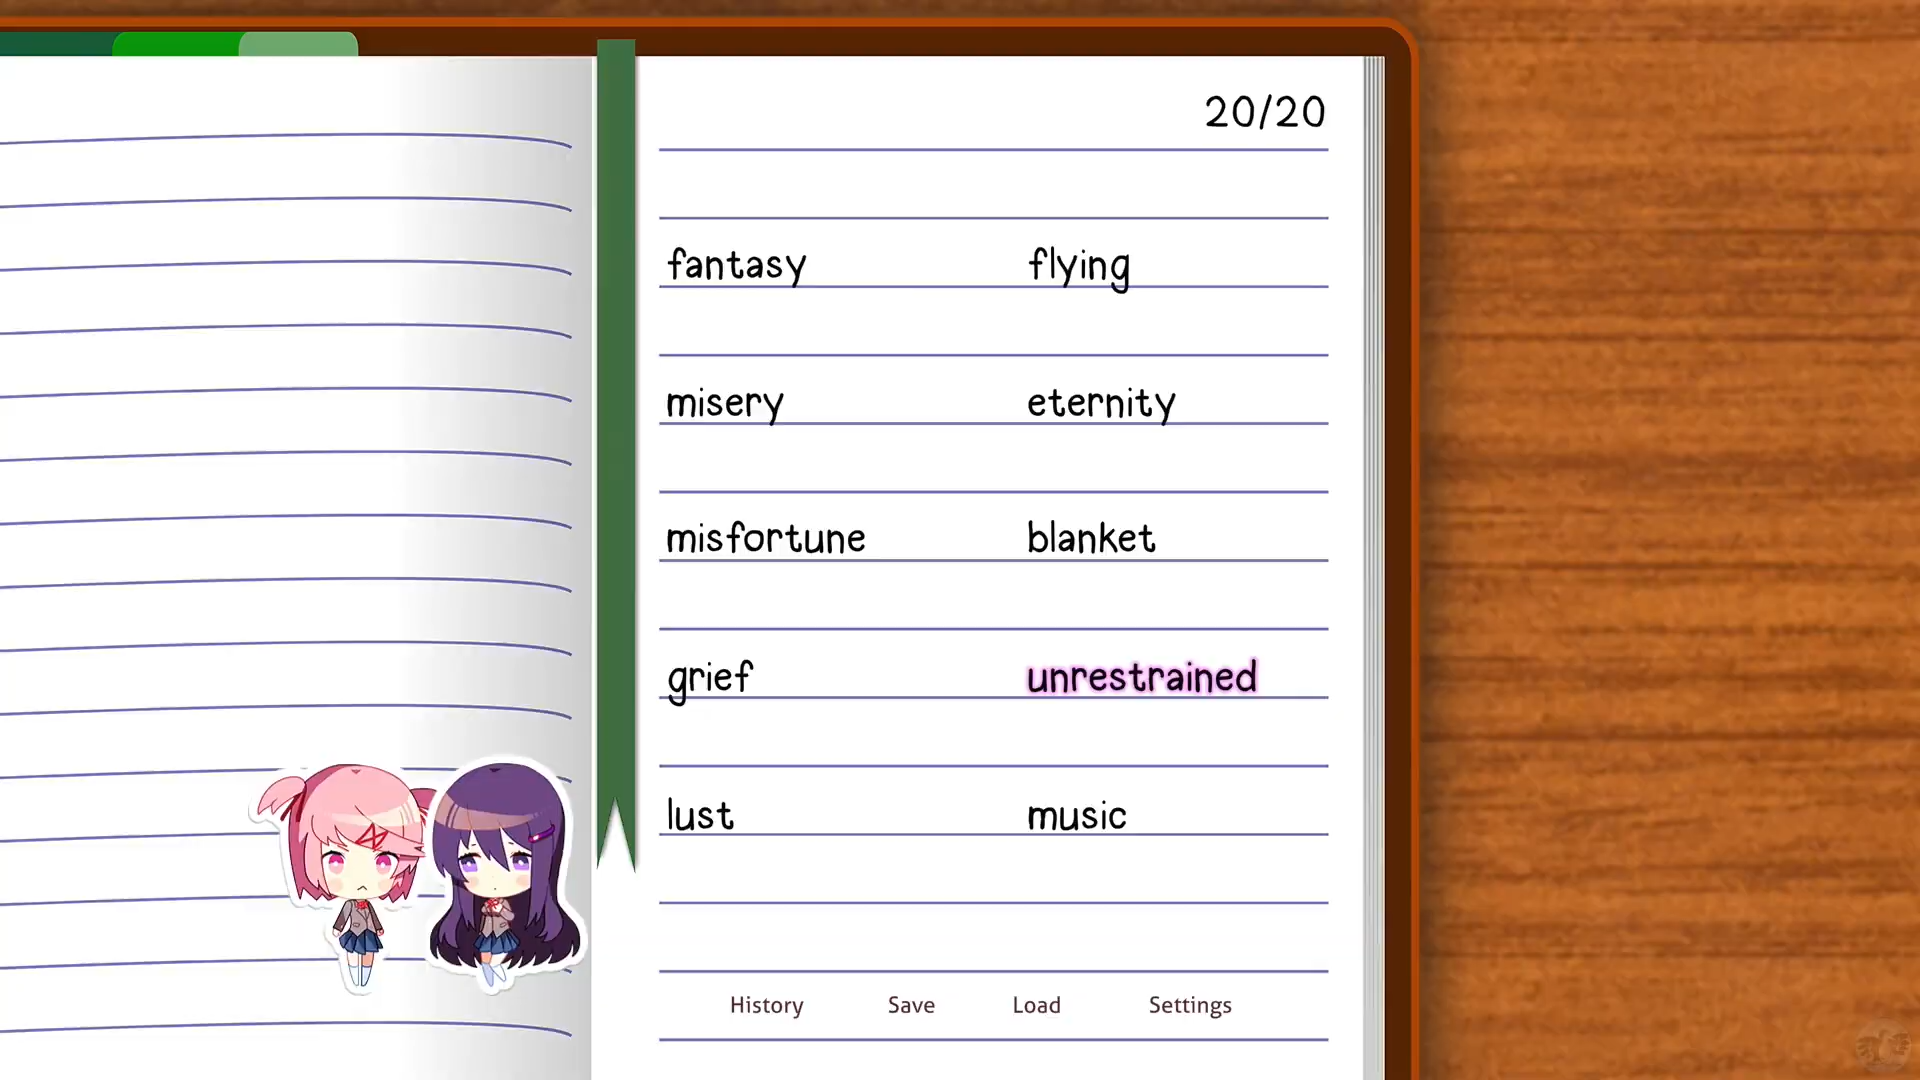 20/20
fantasy flying
misery eternity
misfortune blanket
grief unrestrained
lust music
History Save Load Settings